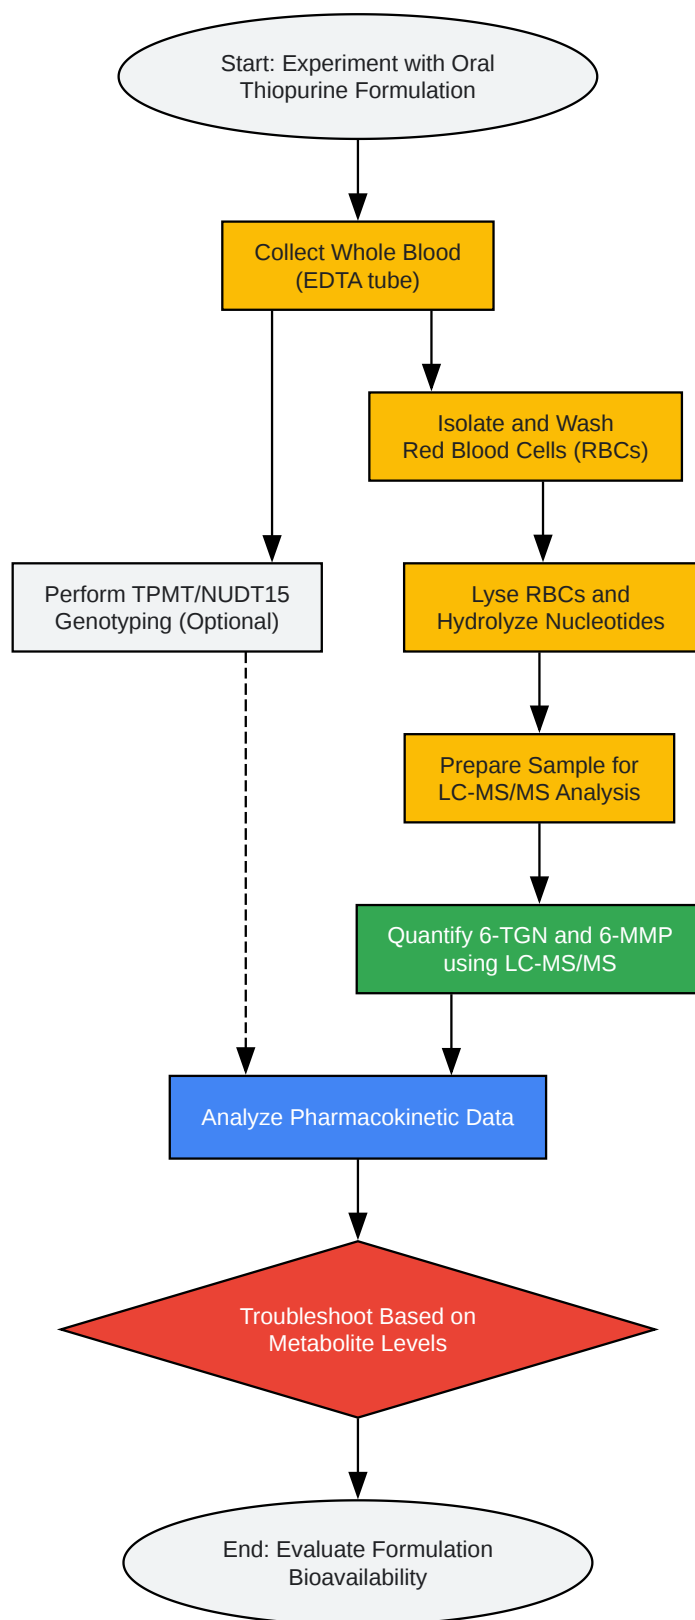 Start: Experiment with Oral
Thiopurine Formulation
Collect Whole Blood
(EDTA tube)
Isolate and Wash
Red Blood Cells (RBCs)
Perform TPMT/NUDT15
Genotyping (Optional)
Lyse RBCs and
Hydrolyze Nucleotides
Prepare Sample for
LC-MS/MS Analysis
Quantify 6-TGN and 6-MMP
using LC-MS/MS
Analyze Pharmacokinetic Data
Troubleshoot Based on
Metabolite Levels
End: Evaluate Formulation
Bioavailability